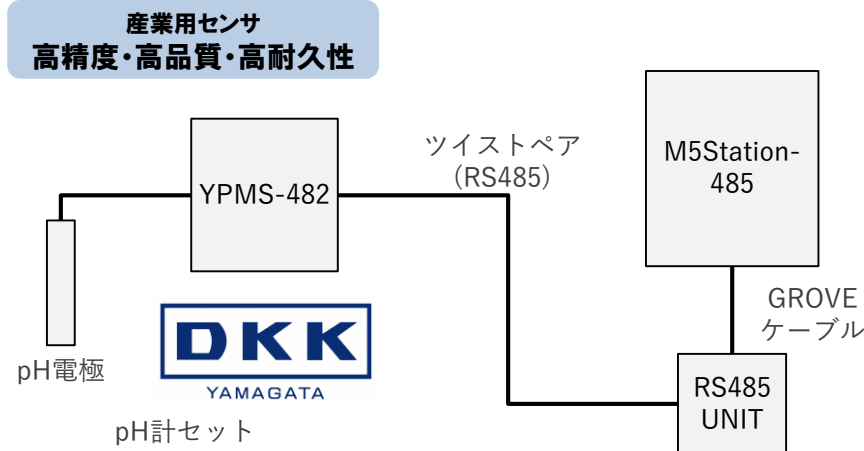 産業用センサ
高精度・高品質・高耐久性
YPMS-482
ツイストペア
(RS485)
M5Station-
485
GROVE
ケーブル
pH電極
DKK
YAMAGATA
pH計セット
RS485
UNIT